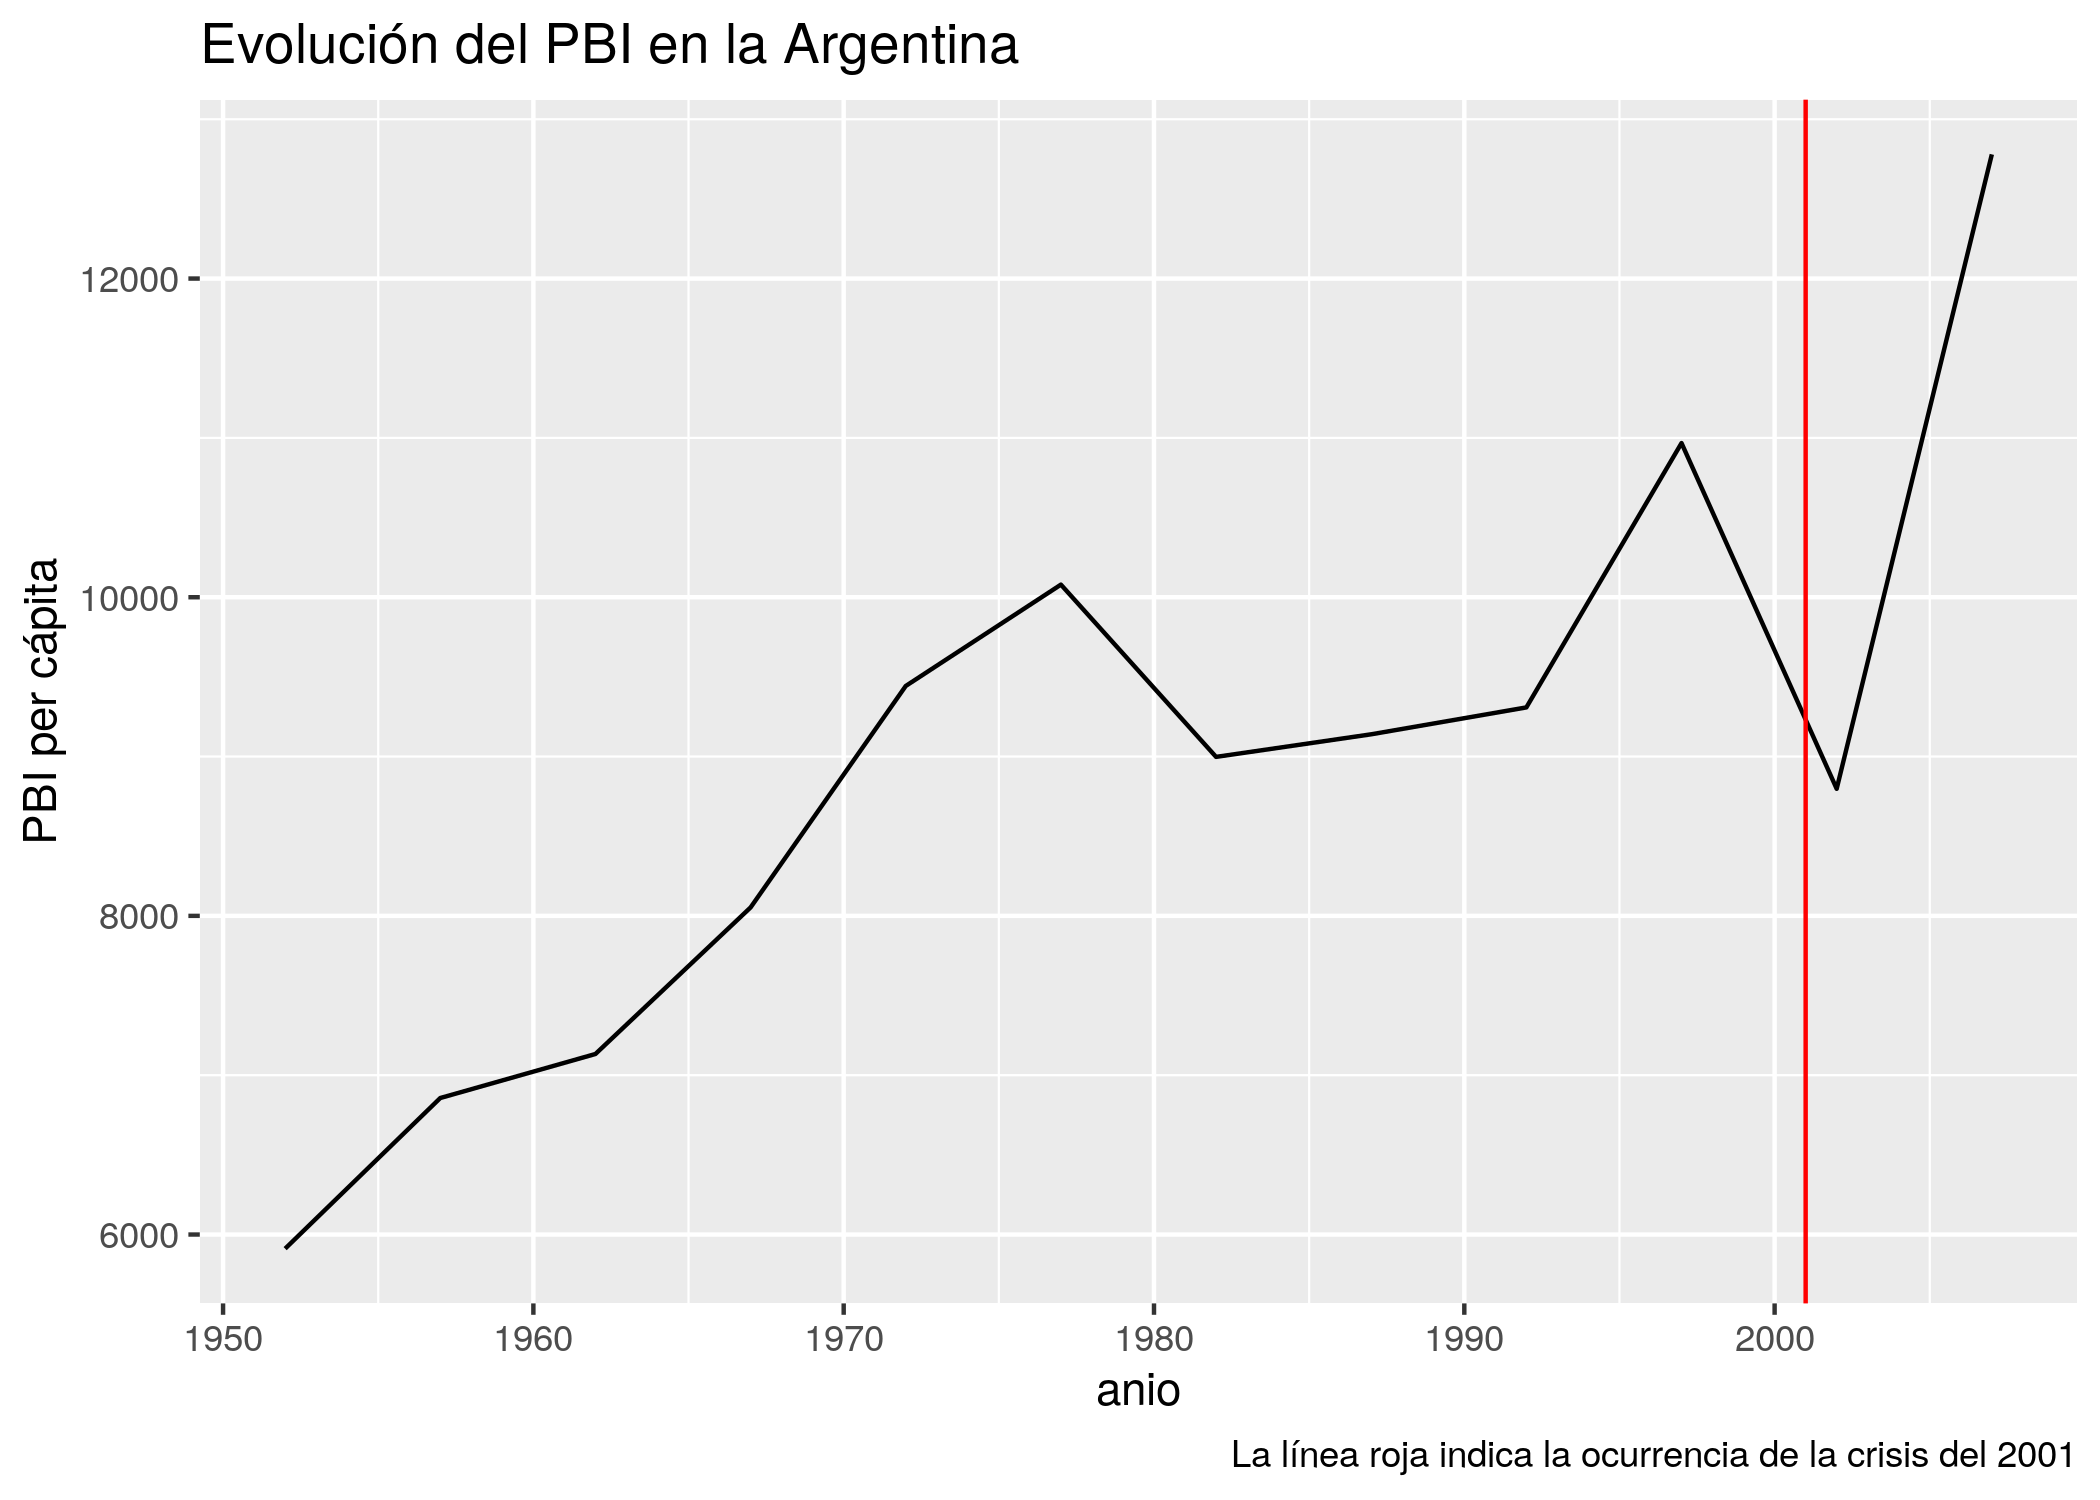 Evolución del PBI en la Argentina
PBI per cápita
12000
10000
8000
6000
1950 1960 1970 1980 1990 2000
anio
La línea roja indica la ocurrencia de la crisis del 2001